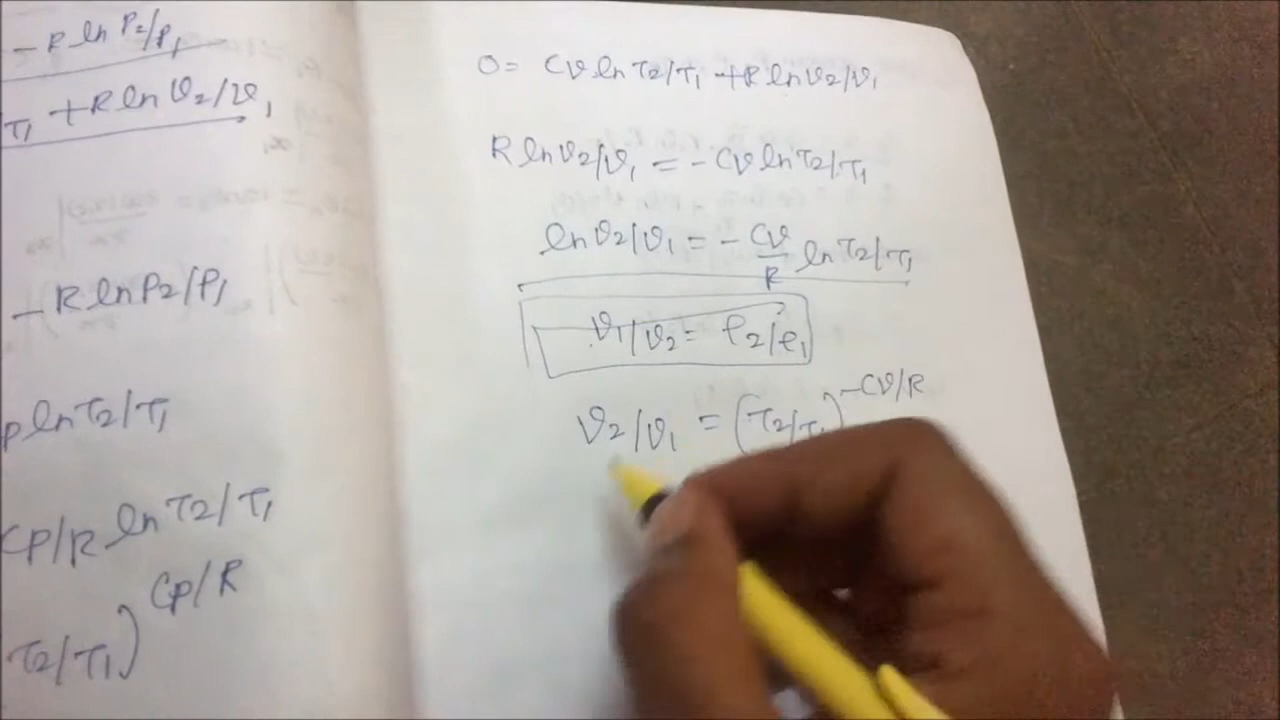 - R ln P2/P1
T1 + R ln v2/v1
- R ln P2/P1
p ln T2/T1
CP/R ln T2/T1
T2/T1) CP/R
0 = Cv ln T2/T1 + R ln v2/v1
R ln v2/v1 = - Cv ln T2/T1
ln v2/v1 = - Cv/R ln T2/T1
v1/v2 = ρ2/ρ1
v2/v1 = (T2/T1)^-Cv/R